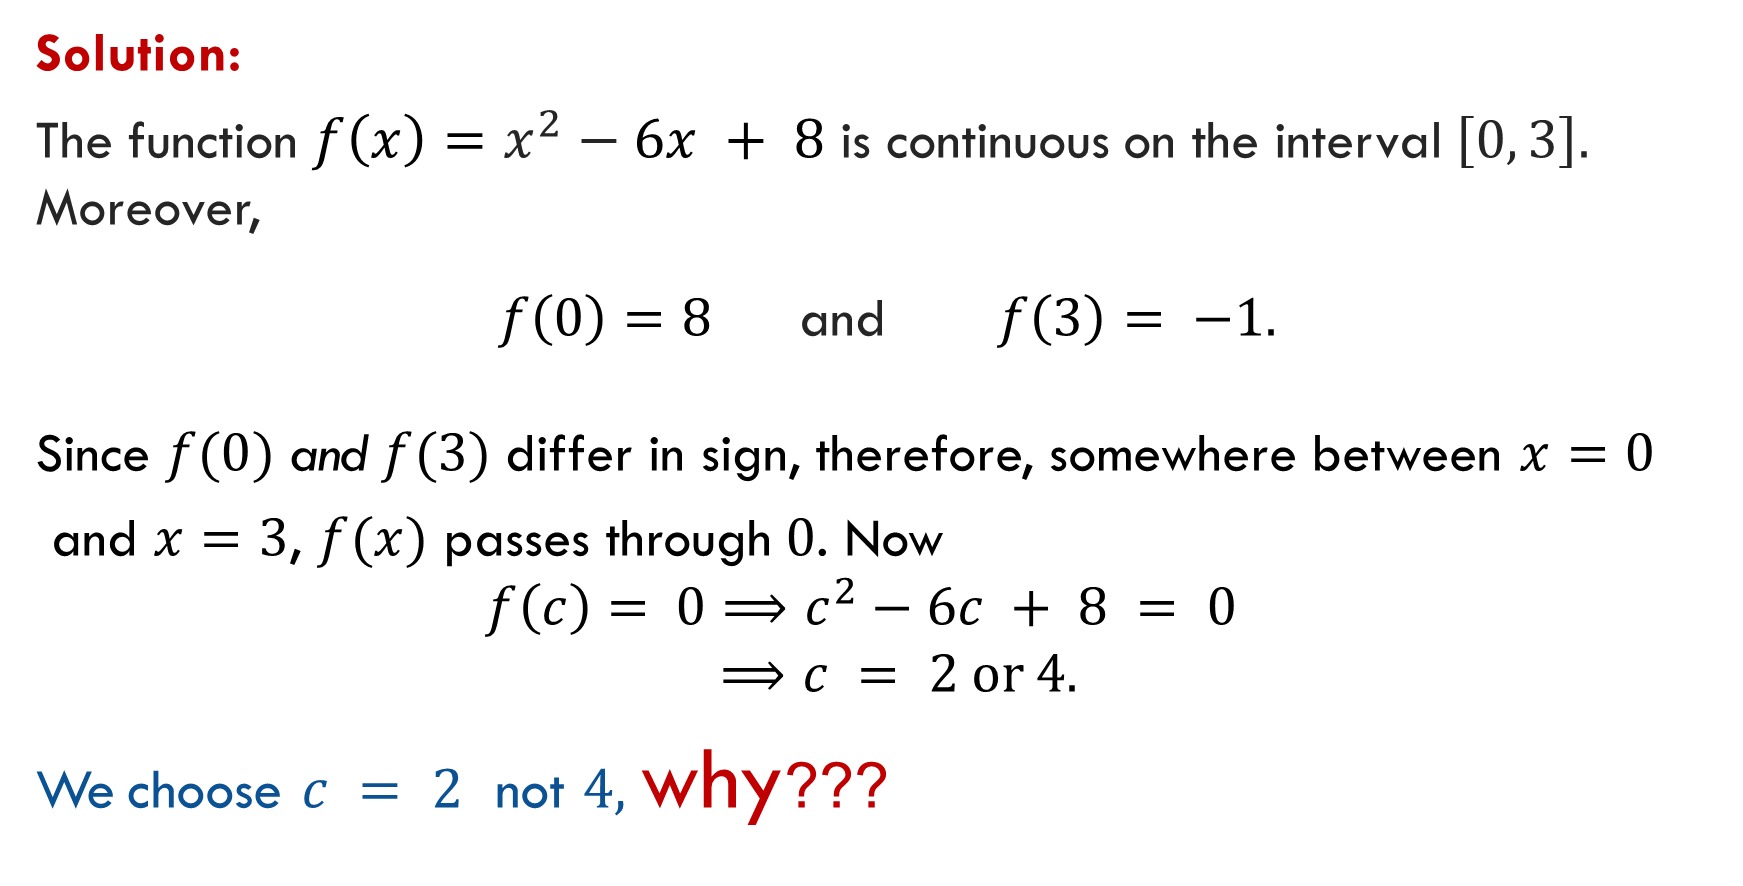 Solution:
The function f(x) = x² − 6x + 8 is continuous on the interval [0, 3].
Moreover,
f(0) = 8 and f(3) = −1.
Since f(0) and f(3) differ in sign, therefore, somewhere between x = 0
and x = 3, f(x) passes through 0. Now
f(c) = 0 ⟹ c² − 6c + 8 = 0
⟹ c = 2 or 4.
We choose c = 2 not 4, why???